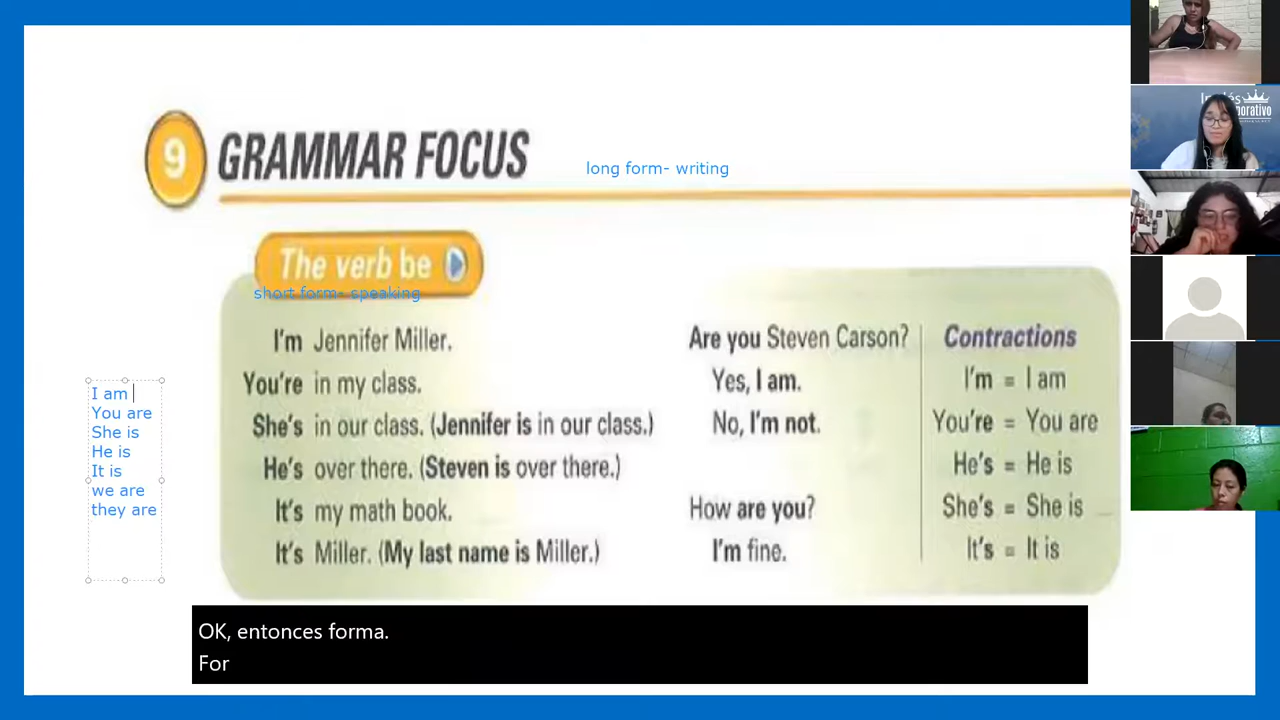 9 GRAMMAR FOCUS
long form- writing
The verb be
short form- speaking
I'm Jennifer Miller.
You're in my class.
She's in our class. (Jennifer is in our class.)
He's over there. (Steven is over there.)
It's my math book.
It's Miller. (My last name is Miller.)
Are you Steven Carson?
Yes, I am.
No, I'm not.
How are you?
I'm fine.
Contractions
I'm = I am
You're = You are
He's = He is
She's = She is
It's = It is
I am
You are
She is
He is
It is
we are
they are
OK, entonces forma.
For